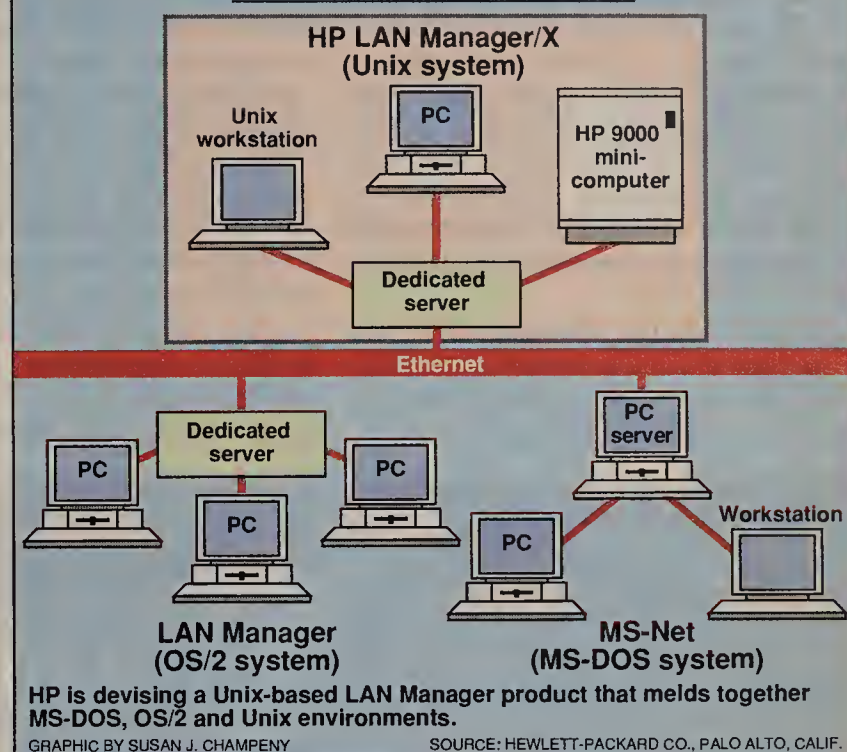 HP LAN Manager/X
(Unix system)
Unix
workstation
PC
HP 9000
mini-
computer
Dedicated
server
Ethernet
Dedicated
server
PC
PC
PC
PC
server
PC
Workstation
LAN Manager
(OS/2 system)
MS-Net
(MS-DOS system)
HP is devising a Unix-based LAN Manager product that melds together
MS-DOS, OS/2 and Unix environments.
GRAPHIC BY SUSAN J. CHAMPENY
SOURCE: HEWLETT-PACKARD CO., PALO ALTO, CALIF.